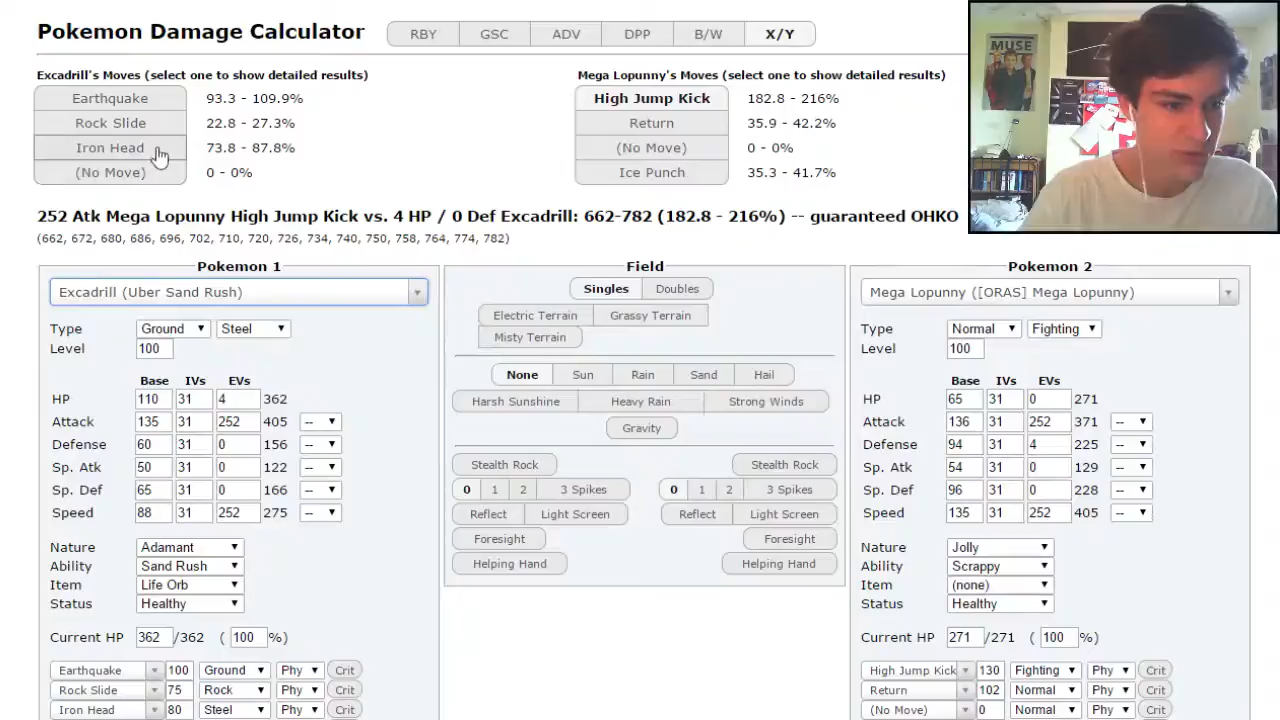 Pokemon Damage Calculator RBY GSC ADV DPP B/W X/Y
MUSE
Excadrill's Moves (select one to show detailed results)
Earthquake 93.3 - 109.9%
Rock Slide 22.8 - 27.3%
Iron Head 73.8 - 87.8%
(No Move) 0 - 0%
Mega Lopunny's Moves (select one to show detailed results)
High Jump Kick 182.8 - 216%
Return 35.9 - 42.2%
(No Move) 0 - 0%
Ice Punch 35.3 - 41.7%
252 Atk Mega Lopunny High Jump Kick vs. 4 HP / 0 Def Excadrill: 662-782 (182.8 - 216%) -- guaranteed OHKO
(662, 672, 680, 686, 696, 702, 710, 720, 726, 734, 740, 750, 758, 764, 774, 782)
Pokemon 1
Excadrill (Uber Sand Rush)
Type Ground Steel
Level 100
Base IVs EVs
HP 110 31 4 362
Attack 135 31 252 405 --
Defense 60 31 0 156 --
Sp. Atk 50 31 0 122 --
Sp. Def 65 31 0 166 --
Speed 88 31 252 275 --
Nature Adamant
Ability Sand Rush
Item Life Orb
Status Healthy
Current HP 362 /362 ( 100 %)
Earthquake 100 Ground Phy Crit
Rock Slide 75 Rock Phy Crit
Iron Head 80 Steel Phy Crit
Field
Singles Doubles
Electric Terrain Grassy Terrain
Misty Terrain
None Sun Rain Sand Hail
Harsh Sunshine Heavy Rain Strong Winds
Gravity
Stealth Rock Stealth Rock
0 1 2 3 Spikes 0 1 2 3 Spikes
Reflect Light Screen Reflect Light Screen
Foresight Foresight
Helping Hand Helping Hand
Pokemon 2
Mega Lopunny ([ORAS] Mega Lopunny)
Type Normal Fighting
Level 100
Base IVs EVs
HP 65 31 0 271
Attack 136 31 252 371 --
Defense 94 31 4 225 --
Sp. Atk 54 31 0 129 --
Sp. Def 96 31 0 228 --
Speed 135 31 252 405 --
Nature Jolly
Ability Scrappy
Item (none)
Status Healthy
Current HP 271 /271 ( 100 %)
High Jump Kick 130 Fighting Phy Crit
Return 102 Normal Phy Crit
(No Move) 0 Normal Phy Crit